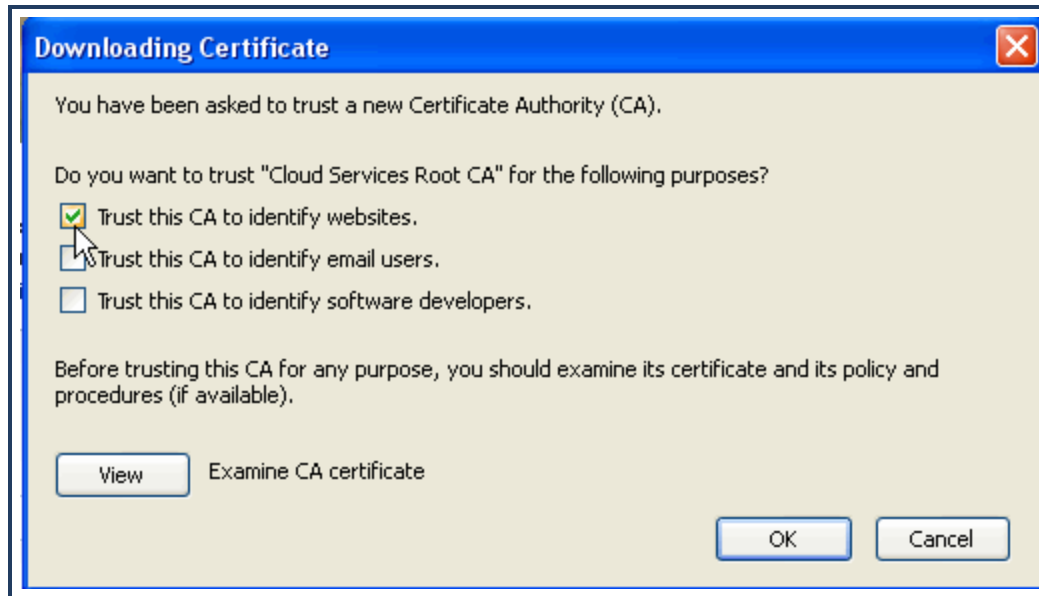 Downloading Certificate
You have been asked to trust a new Certificate Authority (CA).
Do you want to trust "Cloud Services Root CA" for the following purposes?
Trust this CA to identify websites.
Trust this CA to identify email users.
Trust this CA to identify software developers.
Before trusting this CA for any purpose, you should examine its certificate and its policy and
procedures (if available).
View Examine CA certificate
OK Cancel